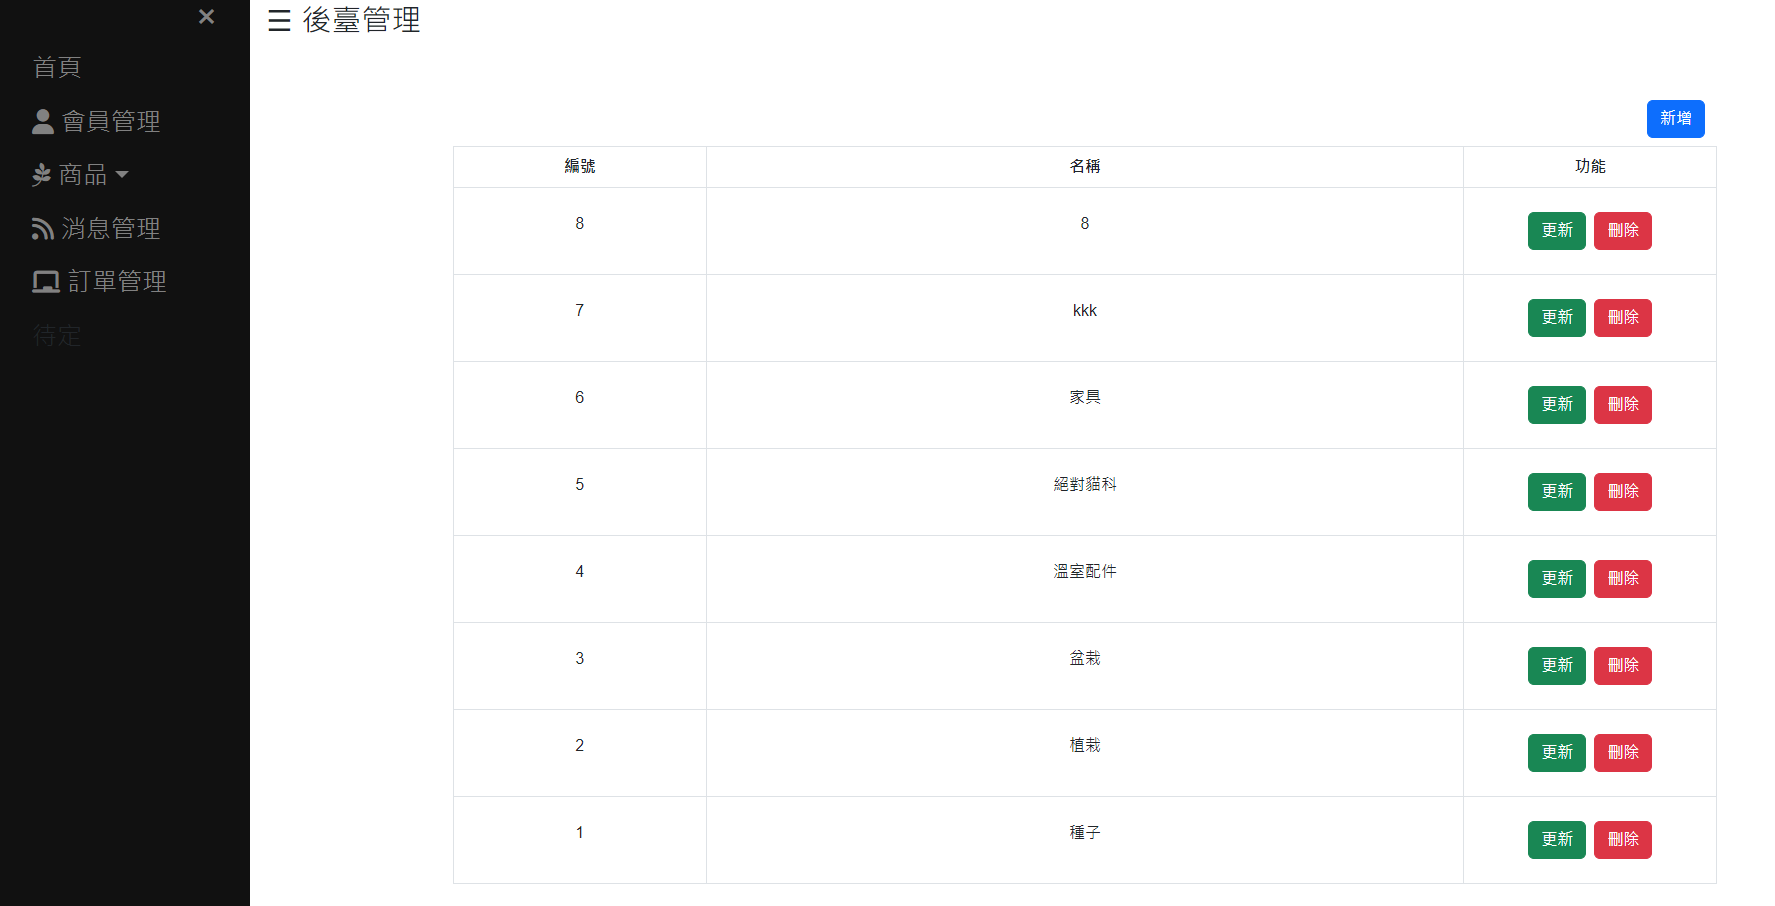 ×
首頁
會員管理
商品
消息管理
訂單管理
待定
☰ 後臺管理
新增
編號 名稱 功能
8 8 更新 刪除
7 kkk 更新 刪除
6 家具 更新 刪除
5 絕對貓科 更新 刪除
4 溫室配件 更新 刪除
3 盆栽 更新 刪除
2 植栽 更新 刪除
1 種子 更新 刪除